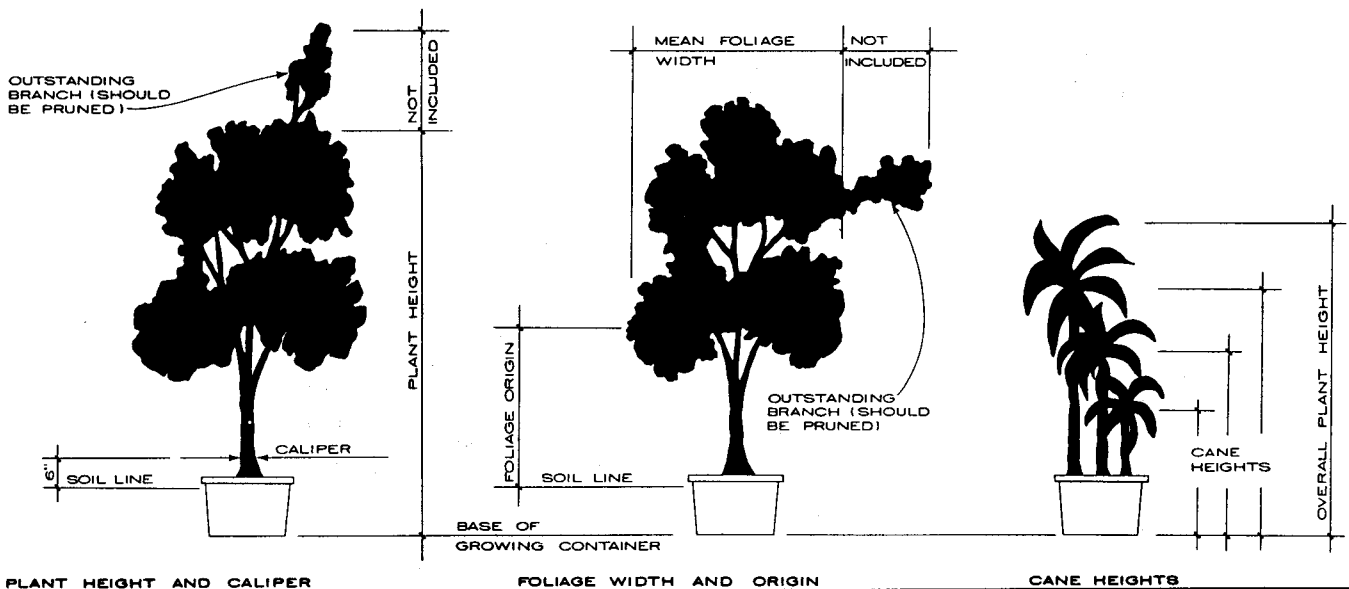 OUTSTANDING
BRANCH (SHOULD
BE PRUNED)
NOT
INCLUDED
PLANT HEIGHT
CALIPER
6"
SOIL LINE
PLANT HEIGHT AND CALIPER
MEAN FOLIAGE
WIDTH
NOT
INCLUDED
FOLIAGE ORIGIN
OUTSTANDING
BRANCH (SHOULD
BE PRUNED)
SOIL LINE
BASE OF
GROWING CONTAINER
FOLIAGE WIDTH AND ORIGIN
CANE
HEIGHTS
OVERALL PLANT HEIGHT
CANE HEIGHTS